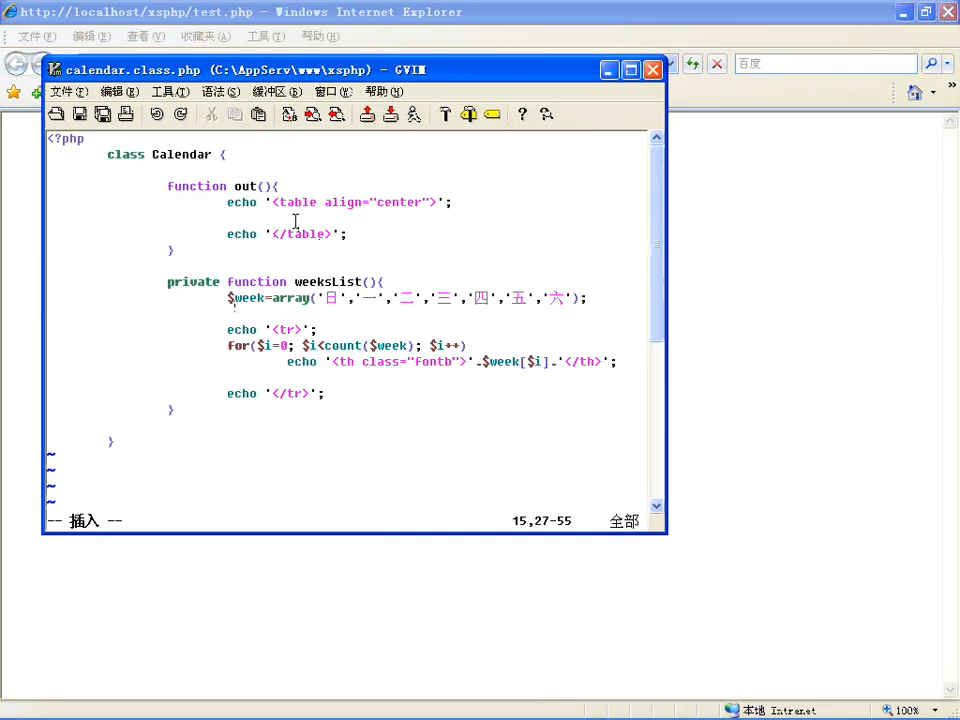 http://localhost/xsphp/test.php - Windows Internet Explorer
文件(F) 编辑(E) 查看(V) 收藏夹(A) 工具(T) 帮助(H)
百度
calendar.class.php (C:\AppServ\www\xsphp) - GVIM
文件(F) 编辑(E) 工具(T) 语法(S) 缓冲区(B) 窗口(W) 帮助(H)
<?php
class Calendar {
function out(){
echo '<table align="center">';
echo '</table>';
}
private function weeksList(){
$week=array('日','一','二','三','四','五','六');
echo '<tr>';
for($i=0; $i<count($week); $i++)
echo '<th class="fontb">'.$week[$i].'</th>';
echo '</tr>';
}
}
~
~
~
~
-- 插入 -- 15,27-55 全部
本地 Intranet 100%